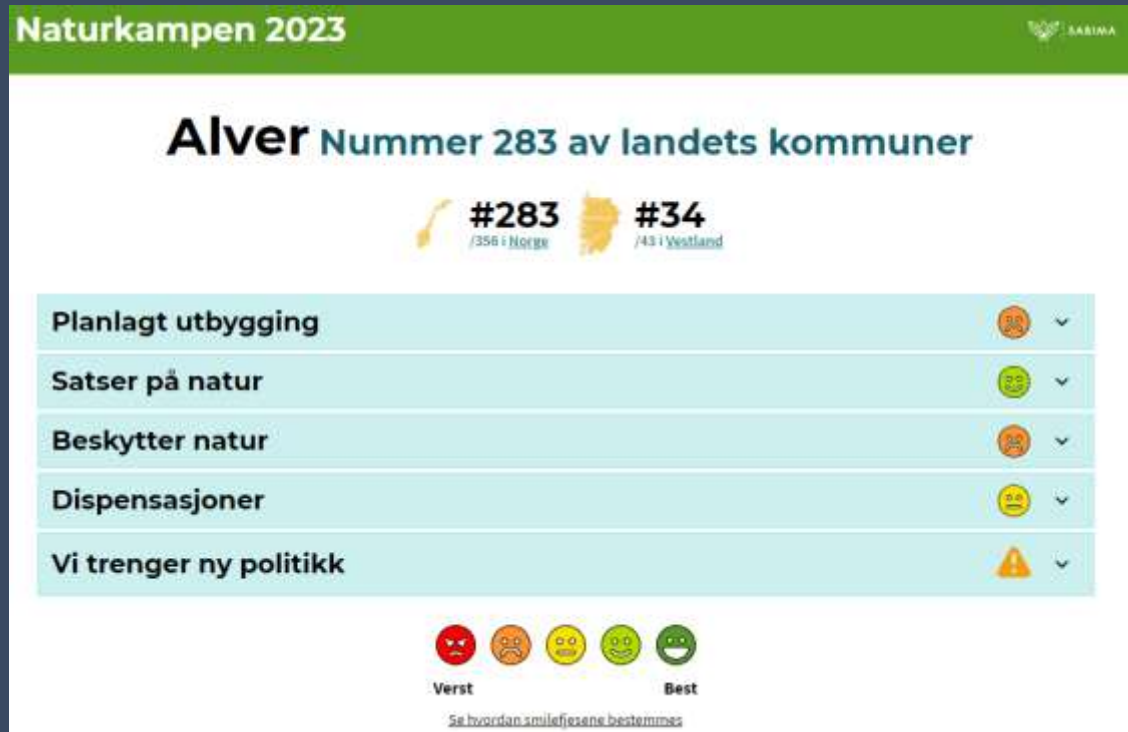 Naturkampen 2023
SABIMA
Alver Nummer 283 av landets kommuner
#283
/356 i Norge
#34
/43 i Vestland
Planlagt utbygging
Satser på natur
Beskytter natur
Dispensasjoner
Vi trenger ny politikk
Verst
Best
Se hvordan smilefjesene bestemmes